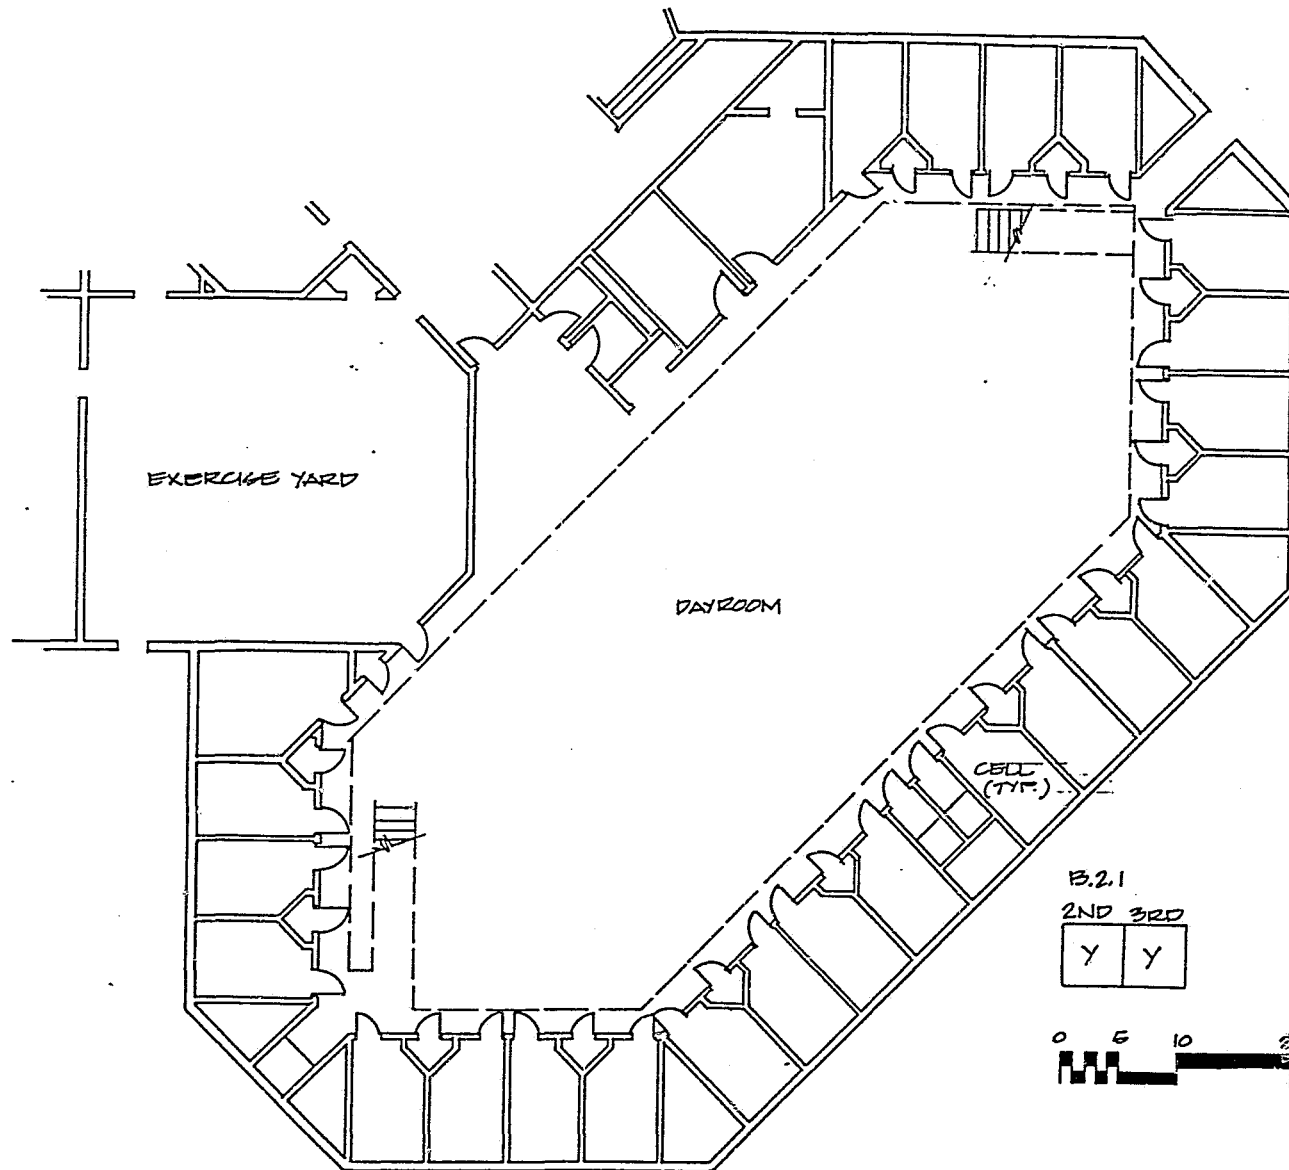 EXERCISE YARD
DAYROOM
CELL
(TYP.)
B.2.1
2ND 3RD
Y Y
0 5 10